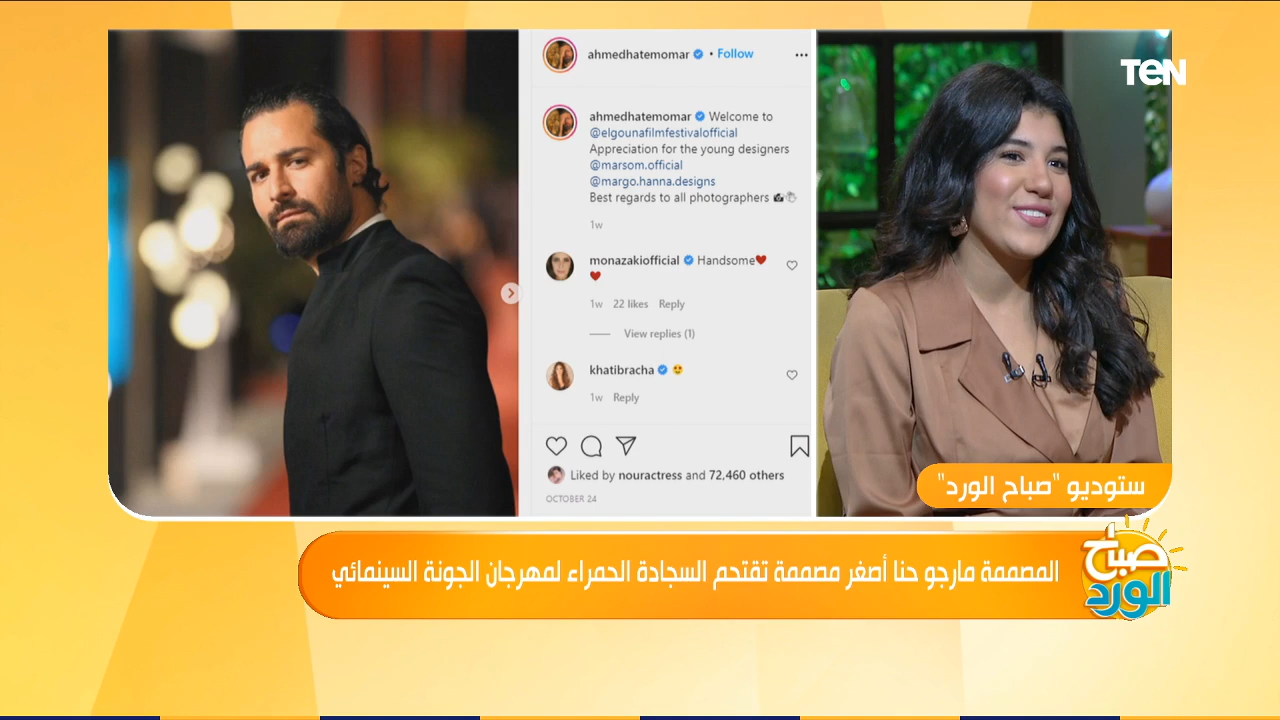 TEN
ahmedhatemomar • Follow
ahmedhatemomar Welcome to
@elgounafilmfestivalofficial
Appreciation for the young designers
@marsom.official
@margo.hanna.designs
Best regards to all photographers
1w
monazakiofficial Handsome
1w 22 likes Reply
View replies (1)
khatibracha
1w Reply
Liked by nouractress and 72,460 others
OCTOBER 24
ستوديو "صباح الورد"
المصممة مارجو حنا أصغر مصممة تقتحم السجادة الحمراء لمهرجان الجونة السينمائي
صباح
الورد